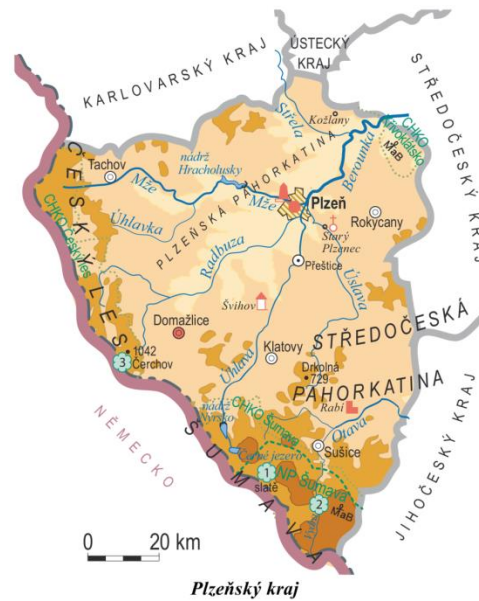 KARLOVARSKÝ KRAJ
ÚSTECKÝ
KRAJ
STŘEDOČESKÝ KRAJ
Kožlany
Střela
CHKO
Křivoklátsko
MaB
Berounka
ČESKÝ LES
Tachov
nádrž
Hracholusky
Mže
Mže
PLZEŇSKÁ PAHORKATINA
Plzeň
Rokycany
Úhlavka
CHKO Český les
Radbuza
Starý
Plzenec
Přeštice
Úslava
Švihov
STŘEDOČESKÁ
Domažlice
1042
Čerchov
3
Klatovy
Drkolná
729
PAHORKATINA
Úhlava
Rabí
NĚMECKO
nádrž
Nýrsko
CHKO Šumava
Otava
JIHOČESKÝ KRAJ
Sušice
ŠUMAVA
Černé jezero
1
NP Šumava
slatě
2
MaB
0 20 km
Plzeňský kraj